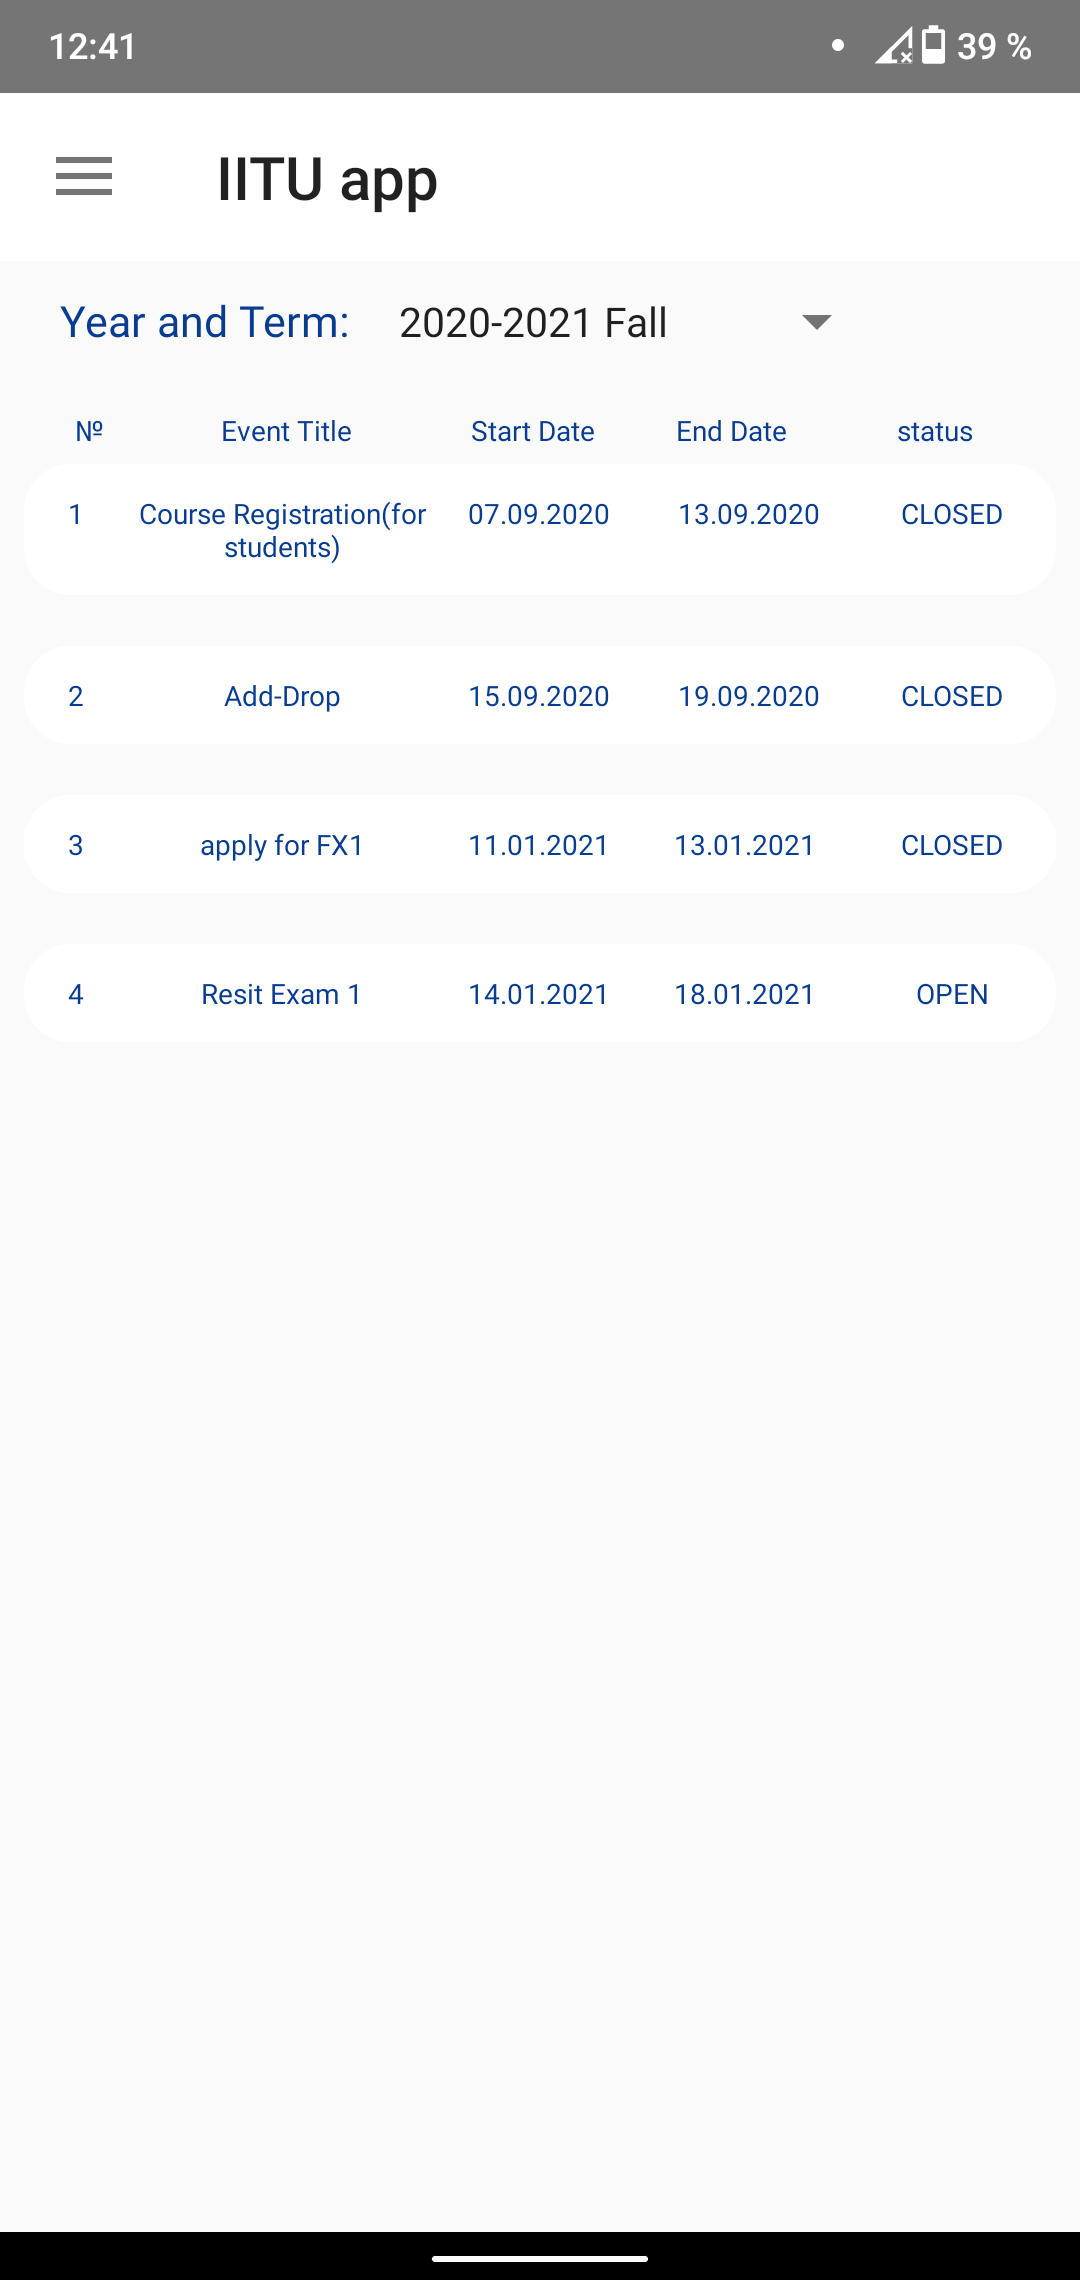 12:41 39 %
IITU app
Year and Term: 2020-2021 Fall
№ Event Title Start Date End Date status
1 Course Registration(for 07.09.2020 13.09.2020 CLOSED
students)
2 Add-Drop 15.09.2020 19.09.2020 CLOSED
3 apply for FX1 11.01.2021 13.01.2021 CLOSED
4 Resit Exam 1 14.01.2021 18.01.2021 OPEN